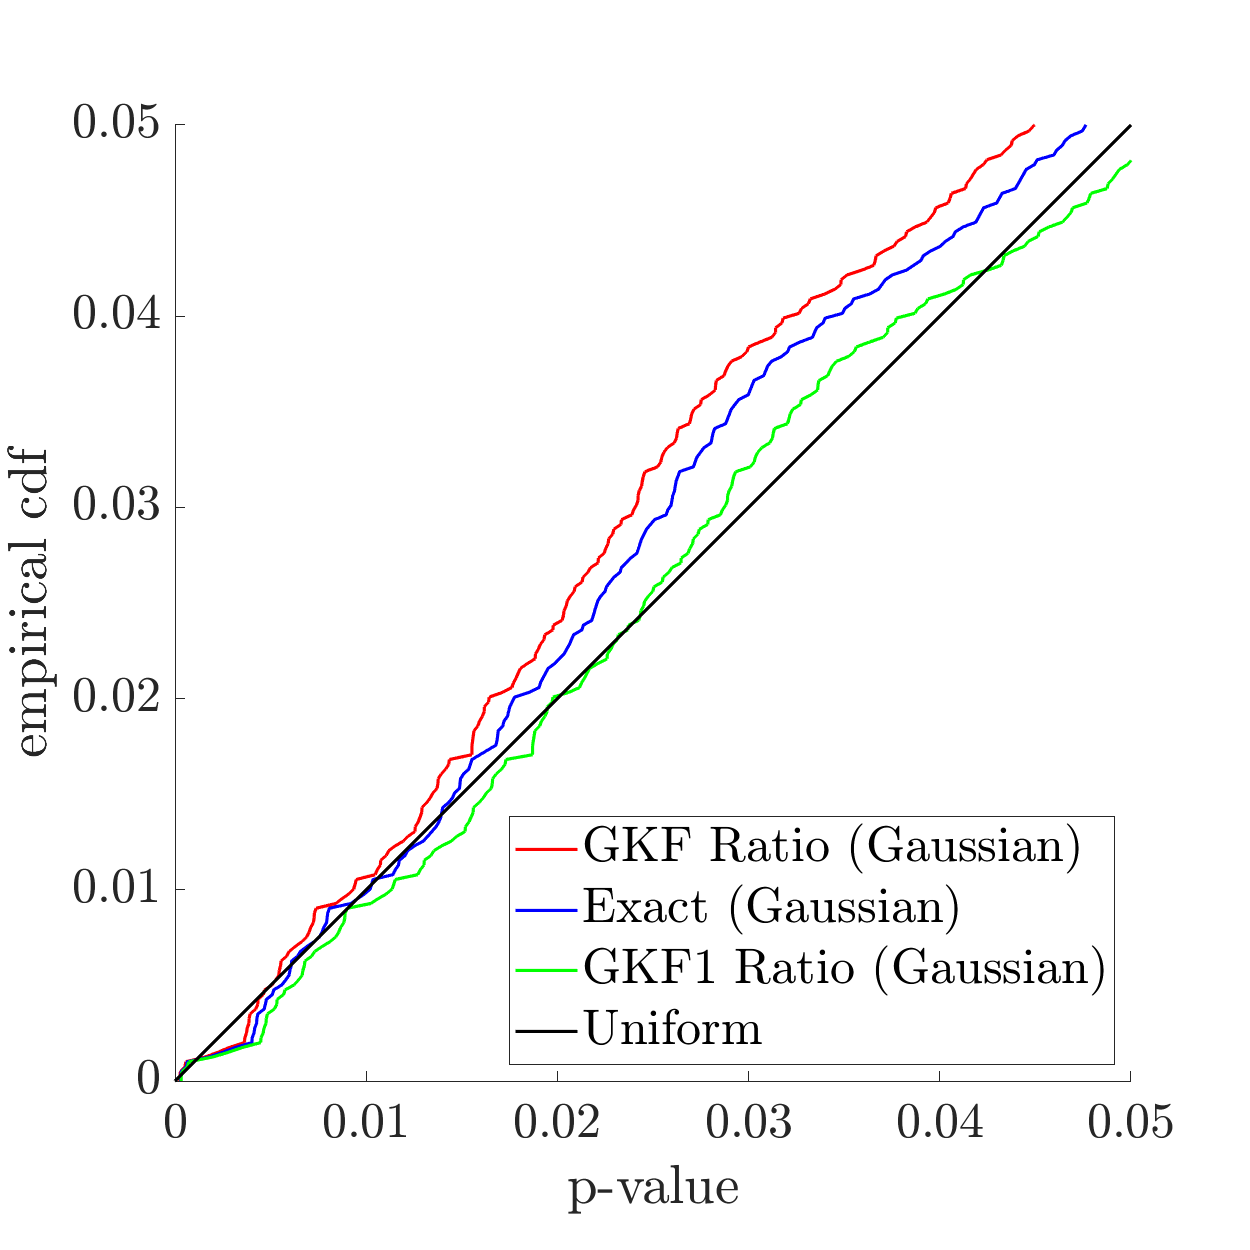 0.05
0.04
0.03
0.02
0.01
0
empirical cdf
GKF Ratio (Gaussian)
Exact (Gaussian)
GKF1 Ratio (Gaussian)
Uniform
0 0.01 0.02 0.03 0.04 0.05
p-value